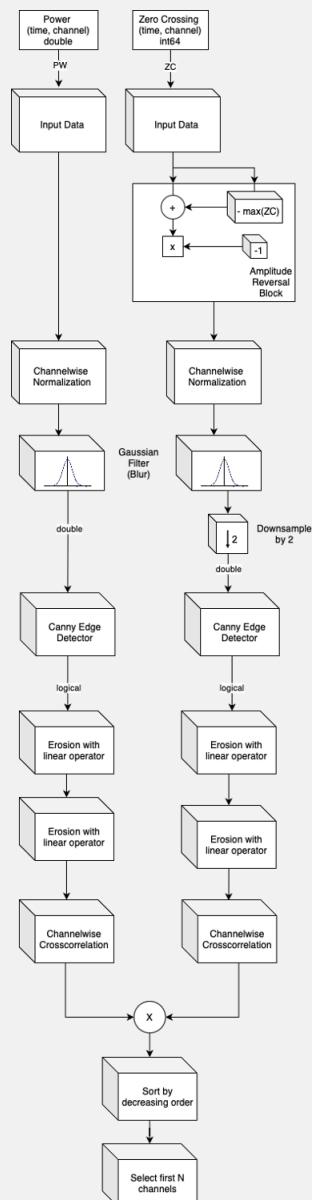 Power
(time, channel)
double
Zero Crossing
(time, channel)
int64
PW
ZC
Input Data
Input Data
+
- max(ZC)
x
-1
Amplitude
Reversal
Block
Channelwise
Normalization
Channelwise
Normalization
Gaussian
Filter
(Blur)
double
2
Downsample
by 2
double
Canny Edge
Detector
Canny Edge
Detector
logical
logical
Erosion with
linear operator
Erosion with
linear operator
Erosion with
linear operator
Erosion with
linear operator
Channelwise
Crosscorrelation
Channelwise
Crosscorrelation
X
Sort by
decreasing order
Select first N
channels